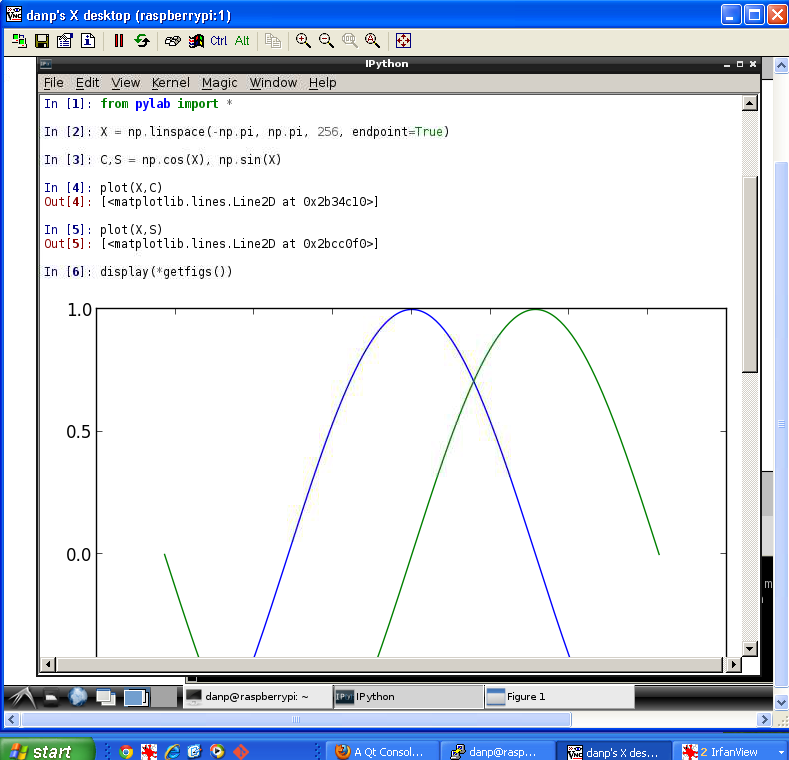 danp's X desktop (raspberrypi:1)
Ctrl Alt
IPython
File Edit View Kernel Magic Window Help
In [1]: from pylab import *
In [2]: X = np.linspace(-np.pi, np.pi, 256, endpoint=True)
In [3]: C,S = np.cos(X), np.sin(X)
In [4]: plot(X,C)
Out[4]: [<matplotlib.lines.Line2D at 0x2b34c10>]
In [5]: plot(X,S)
Out[5]: [<matplotlib.lines.Line2D at 0x2bcc0f0>]
In [6]: display(*getfigs())
1.0
0.5
0.0
m
danp@raspberrypi: ~ IPython Figure 1
start A Qt Consol... danp@rasp... danp's X des... 2 IrfanView